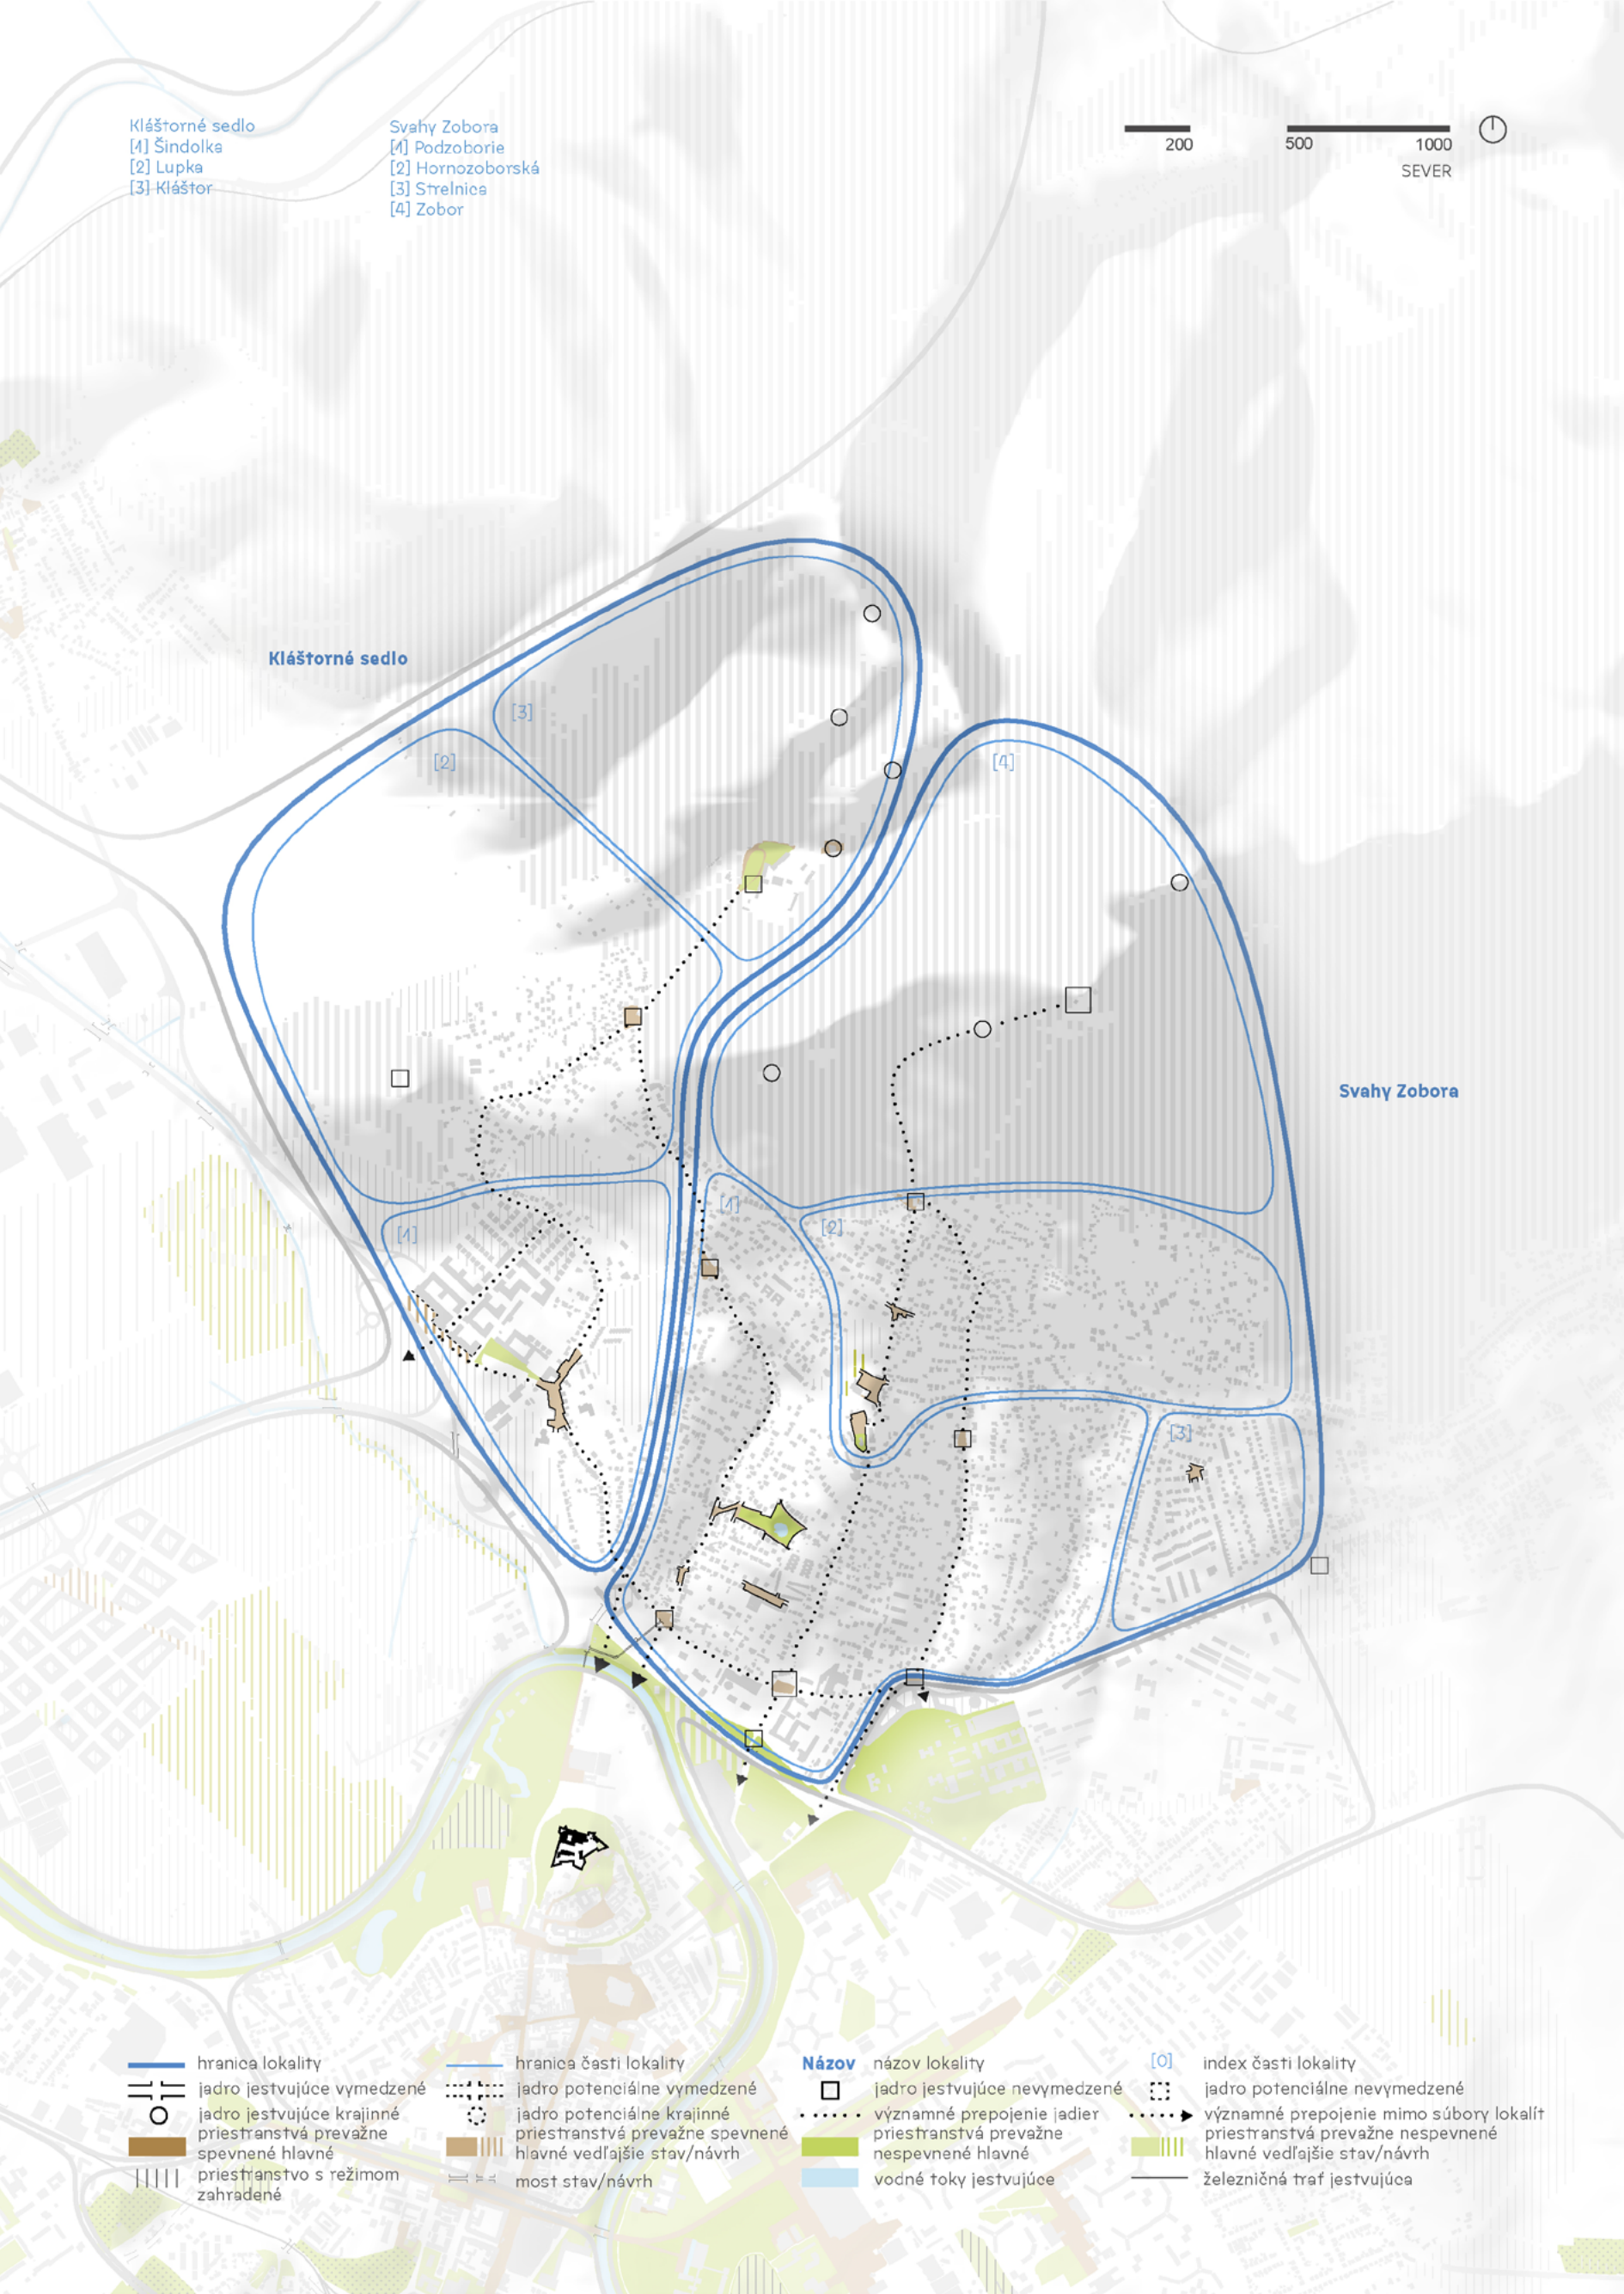 Kláštorné sedlo
[1] Šindolka
[2] Lupka
[3] Kláštor
Svahy Zobora
[1] Podzoborie
[2] Hornozoborská
[3] Strelnica
[4] Zobor
200
500
1000
SEVER
Kláštorné sedlo
[3]
[2]
[4]
Svahy Zobora
[1]
[2]
[1]
[3]
hranica lokality
hranica časti lokality
Názov názov lokality
[0] index časti lokality
jadro jestvujúce vymedzené
jadro potenciálne vymedzené
jadro jestvujúce nevymedzené
jadro potenciálne nevymedzené
jadro jestvujúce krajinné
jadro potenciálne krajinné
významné prepojenie jadier
významné prepojenie mimo súbory lokalít
priestranstvá prevažne
spevnené hlavné
priestranstvá prevažne spevnené
hlavné vedľajšie stav/návrh
priestranstvá prevažne
nespevnené hlavné
priestranstvá prevažne nespevnené
hlavné vedľajšie stav/návrh
priestranstvo s režimom
zahradené
most stav/návrh
vodné toky jestvujúce
železničná trať jestvujúca